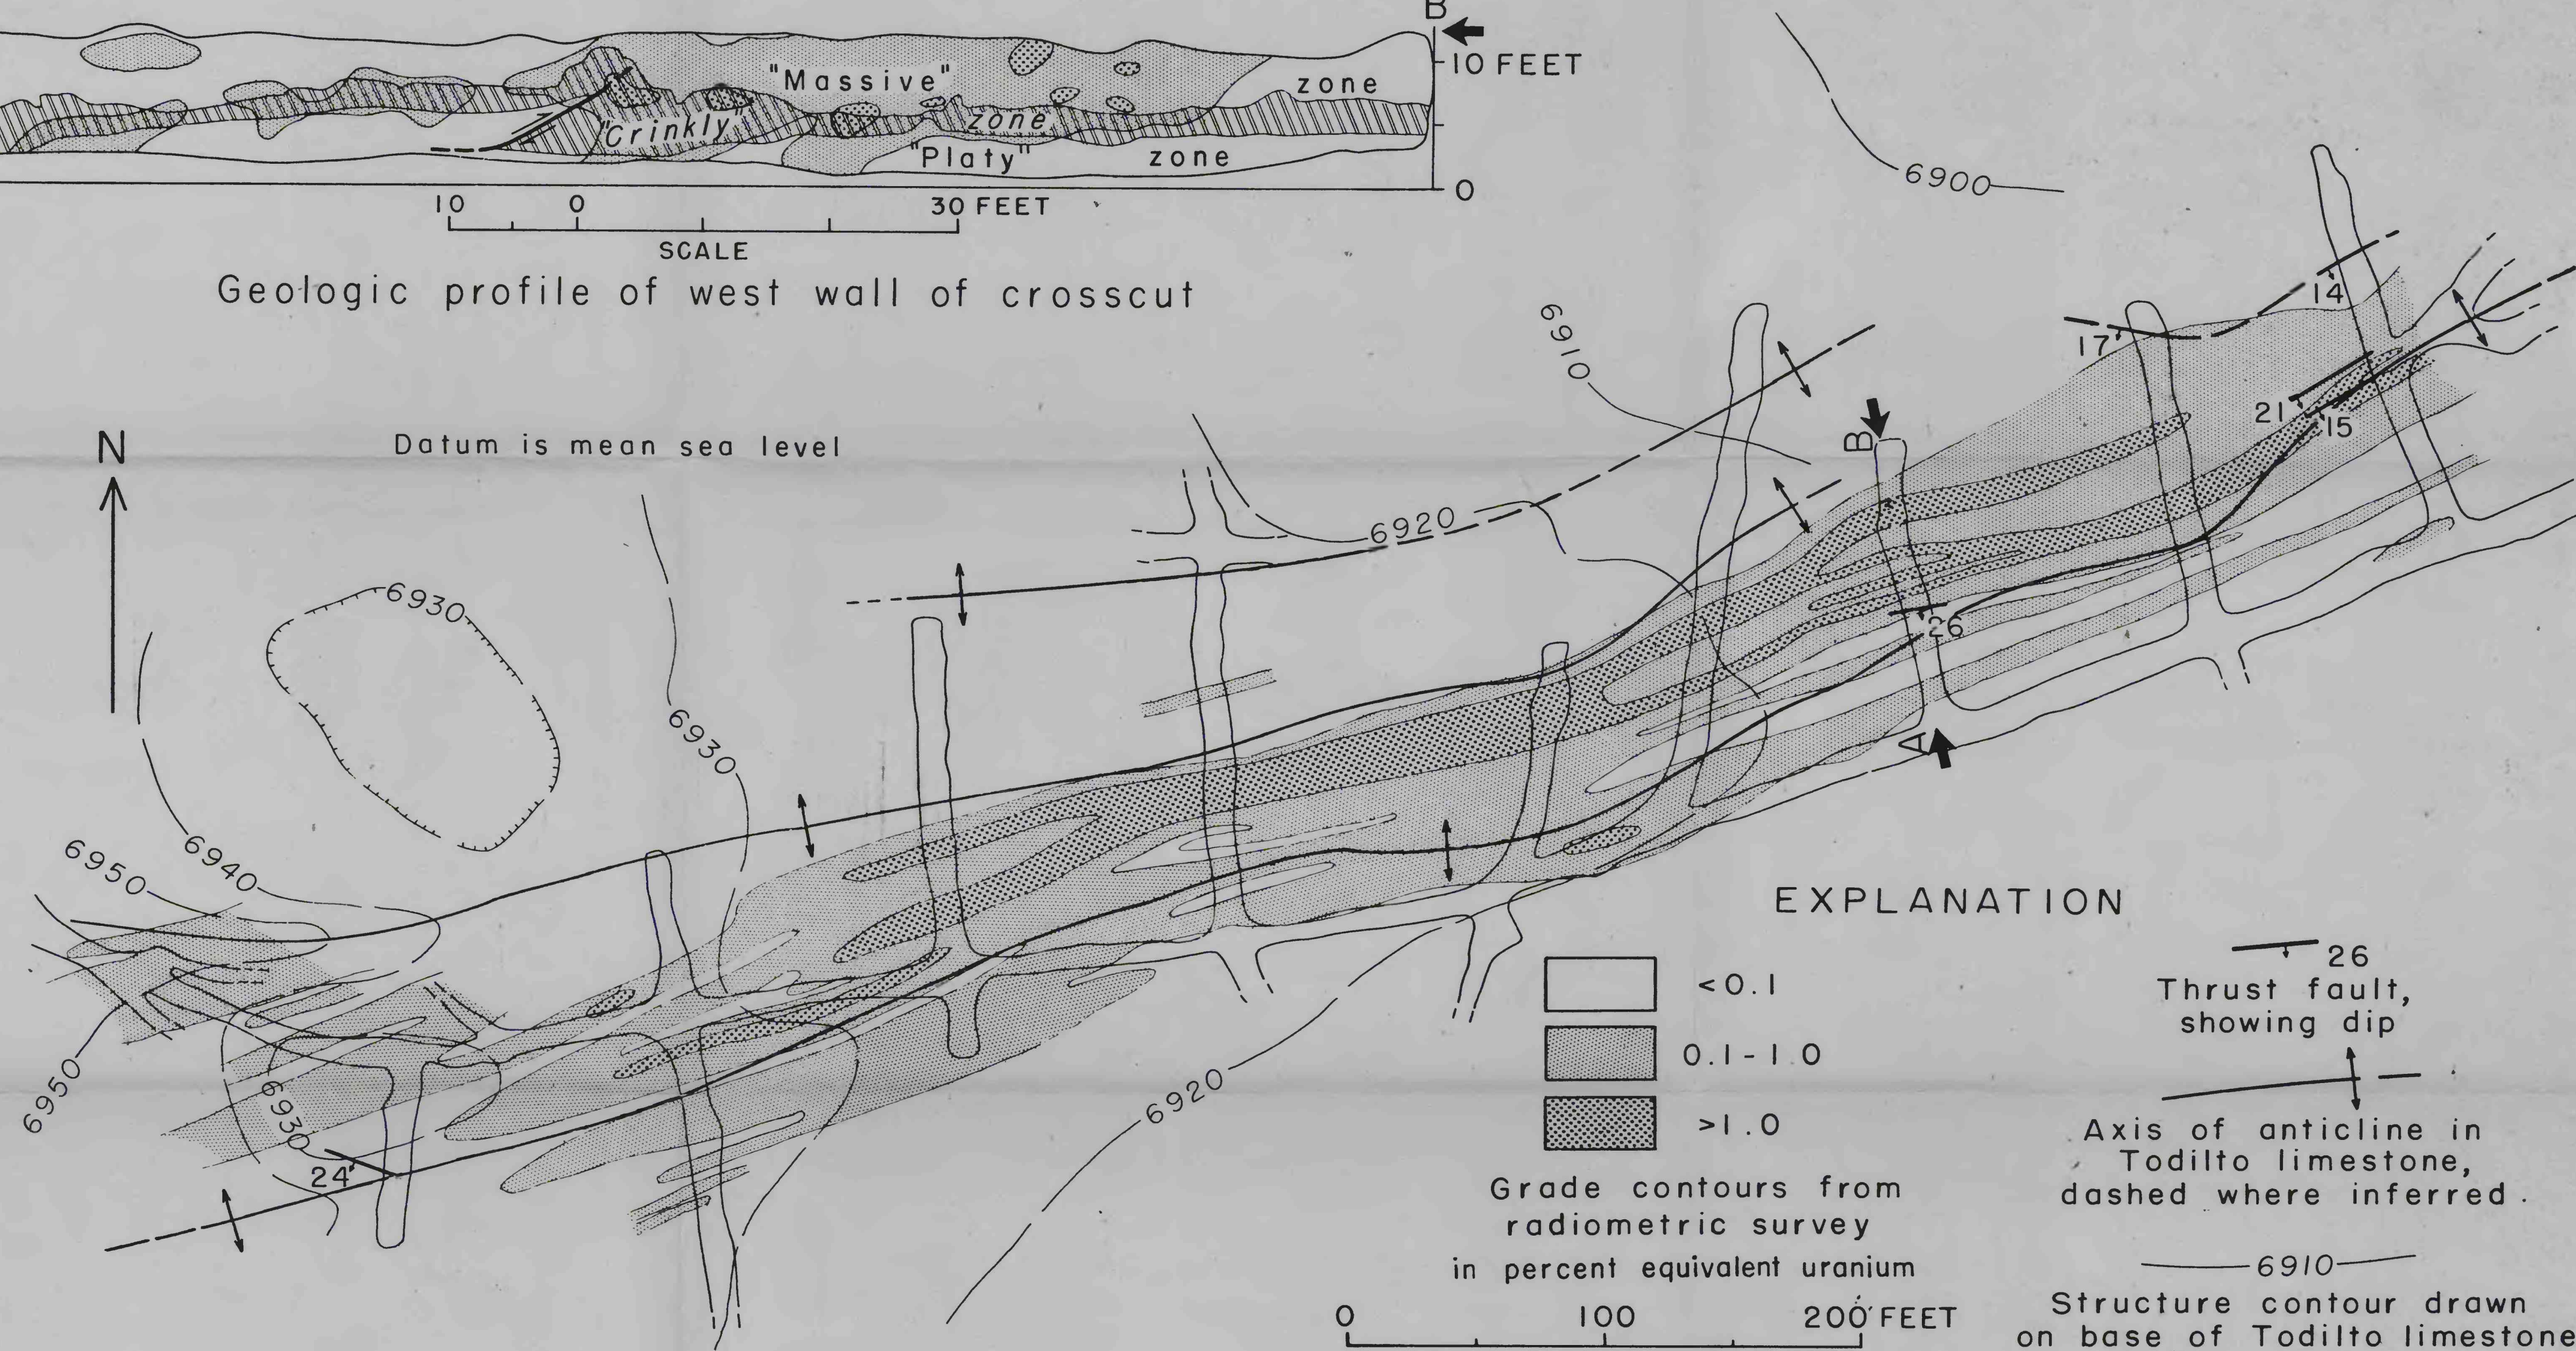 B
10 FEET
"Massive"
zone
"Crinkly"
zone
"Platy"
zone
0
10 0 30 FEET
SCALE
Geologic profile of west wall of crosscut
6900
14
17
6910
N
Datum is mean sea level
B
21
15
6920
6930
26
6930
A
6950
6940
6950
6930
24
6920
EXPLANATION
<0.1
0.1-1.0
>1.0
Grade contours from
radiometric survey
in percent equivalent uranium
0 100 200 FEET
26
Thrust fault,
showing dip
Axis of anticline in
Todilto limestone,
dashed where inferred.
6910
Structure contour drawn
on base of Todilto limestone